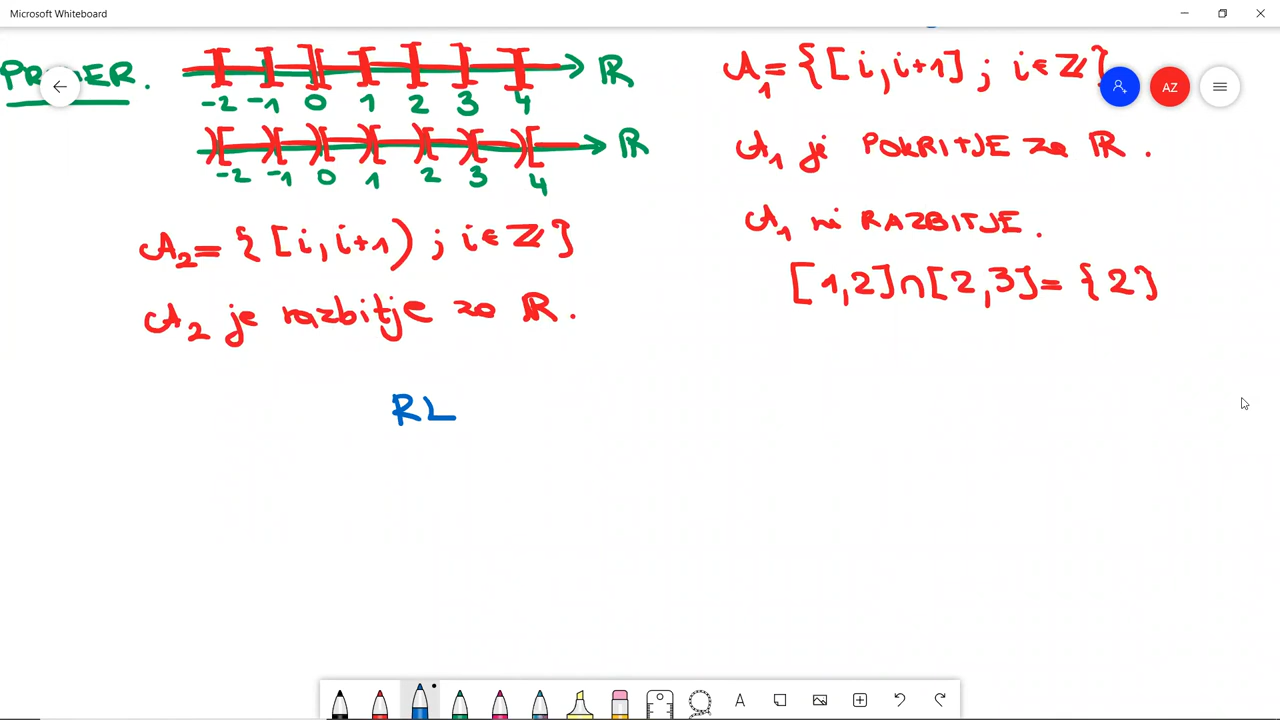 Microsoft Whiteboard
PRIMER.
-2 -1 0 1 2 3 4 ℝ
-2 -1 0 1 2 3 4 ℝ
𝒜₂ = { [i, i+1) ; i ∈ ℤ }
𝒜₂ je razbitje za ℝ.
𝒜₁ = { [i, i+1] ; i ∈ ℤ }
AZ
𝒜₁ je POKRITJE za ℝ.
𝒜₁ ni RAZBITJE.
[1,2] ∩ [2,3] = {2}
RL
A